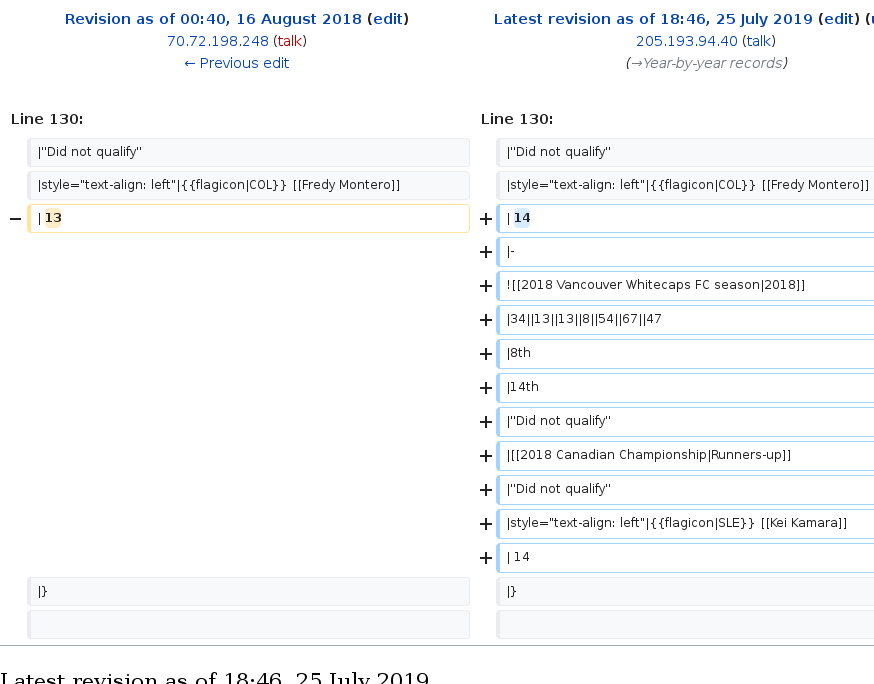 Revision as of 00:40, 16 August 2018 (edit)
70.72.198.248 (talk)
← Previous edit
Latest revision as of 18:46, 25 July 2019 (edit) (u
205.193.94.40 (talk)
(→Year-by-year records)
Line 130:
Line 130:
|''Did not qualify''
|''Did not qualify''
|style="text-align: left"|{{flagicon|COL}} [[Fredy Montero]]
|style="text-align: left"|{{flagicon|COL}} [[Fredy Montero]]
− | 13
+ | 14
+ |-
+ ![[2018 Vancouver Whitecaps FC season|2018]]
+ |34||13||13||8||54||67||47
+ |8th
+ |14th
+ |''Did not qualify''
+ |[[2018 Canadian Championship|Runners-up]]
+ |''Did not qualify''
+ |style="text-align: left"|{{flagicon|SLE}} [[Kei Kamara]]
+ | 14
|}
|}
Latest revision as of 18:46, 25 July 2019